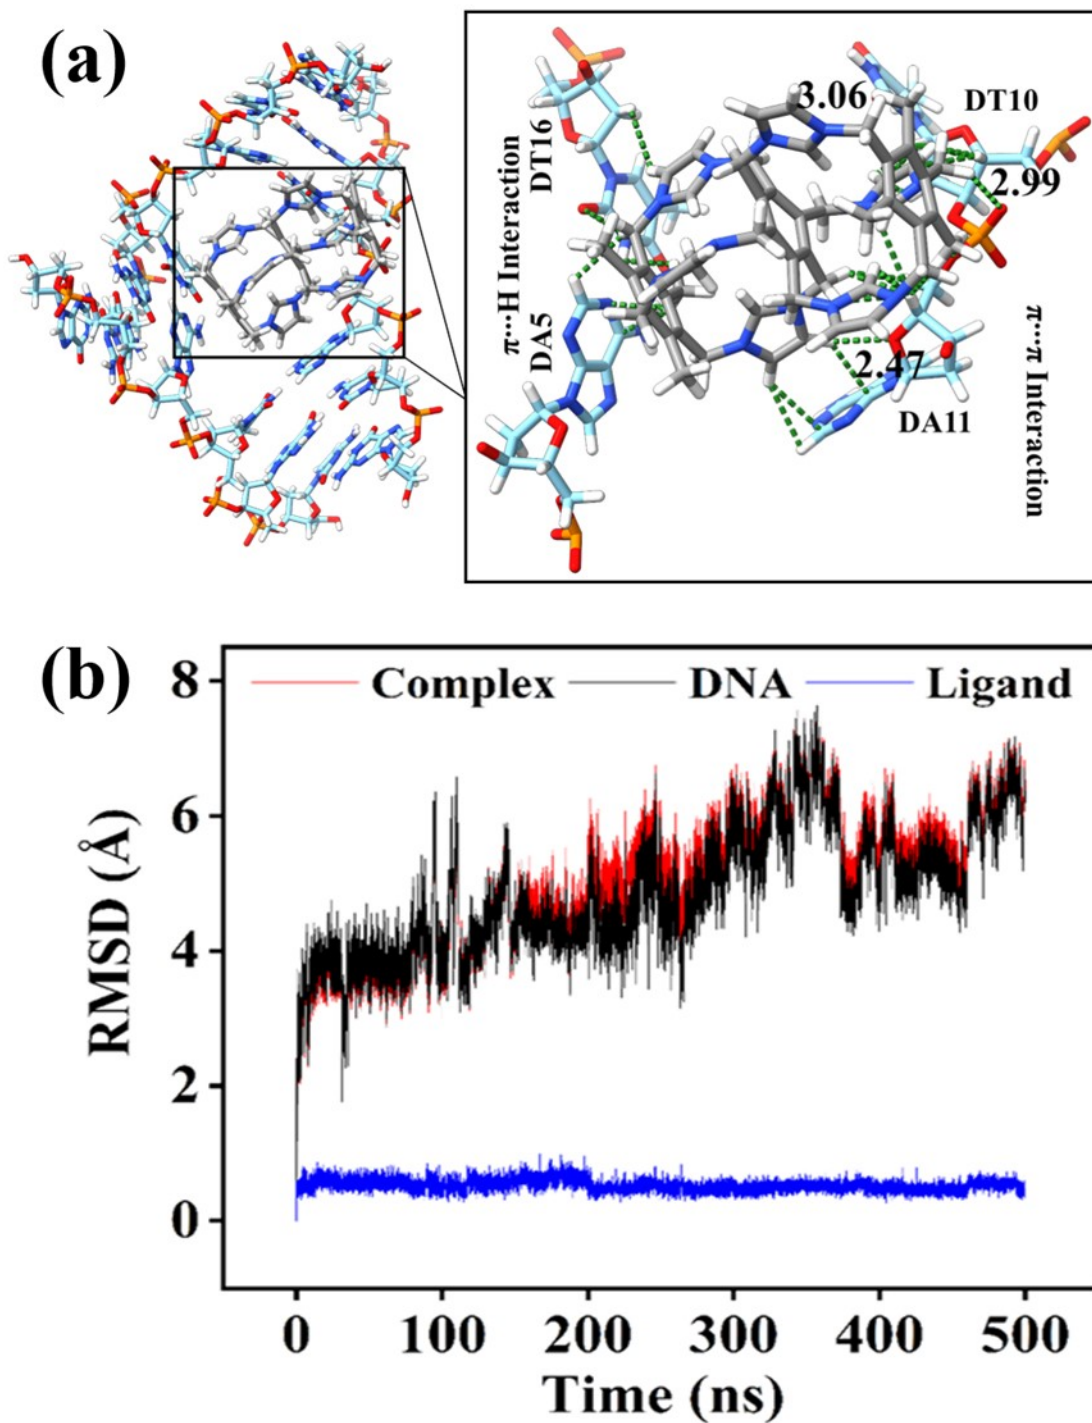 (a)
3.06
DT10
DT16
π···H Interaction
2.99
DA5
2.47
DA11
π···π Interaction
(b)
Complex DNA Ligand
8
6
4
2
0
RMSD (Å)
0 100 200 300 400 500
Time (ns)